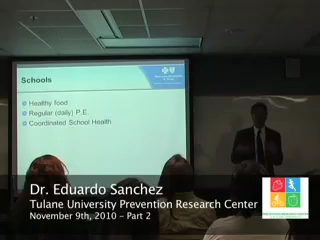 Schools
Healthy food
Regular (daily) P.E.
Coordinated School Health
Dr. Eduardo Sanchez
Tulane University Prevention Research Center
November 9th, 2010 - Part 2